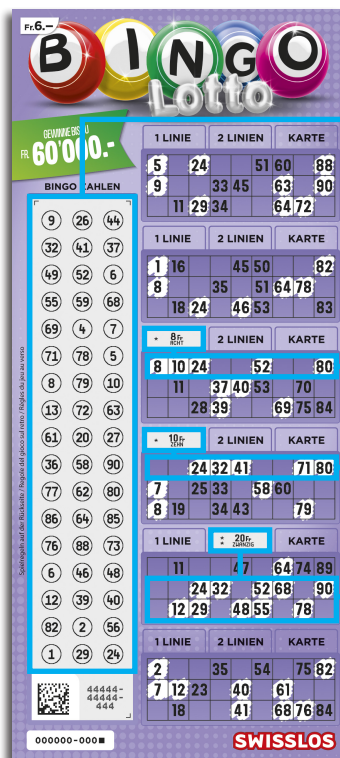 Fr.6.–
BINGO
Lotto
GEWINNE BIS ZU
FR 60'000.-
BINGO ZAHLEN
9 26 44
32 41 37
49 52 6
55 59 68
69 4 7
71 78 5
8 79 10
13 72 63
61 20 27
36 58 90
77 62 80
86 64 85
76 88 73
6 46 48
12 39 40
82 2 56
1 29 24
Spielregeln auf der Rückseite / Regole del gioco sul retro / Règles du jeu au verso
44444-
44444-
444
000000-000■
1 LINIE 2 LINIEN KARTE
5 24 51 60 88
9 33 45 63 90
11 29 34 64 72
1 LINIE 2 LINIEN KARTE
1 16 45 50 82
8 35 51 64 78
18 24 46 53 83
* 8Fr ACHT 2 LINIEN KARTE
8 10 24 52 80
11 37 40 53 70
28 39 69 75 84
* 10Fr ZEHN 2 LINIEN KARTE
24 32 41 71 80
7 25 33 58 60
8 19 34 43 79
1 LINIE * 20Fr ZWANZIG KARTE
11 47 64 74 89
24 32 52 68 90
12 29 48 55 78
1 LINIE 2 LINIEN KARTE
2 35 54 75 82
7 12 23 40 61
18 41 68 76 84
SWISSLOS